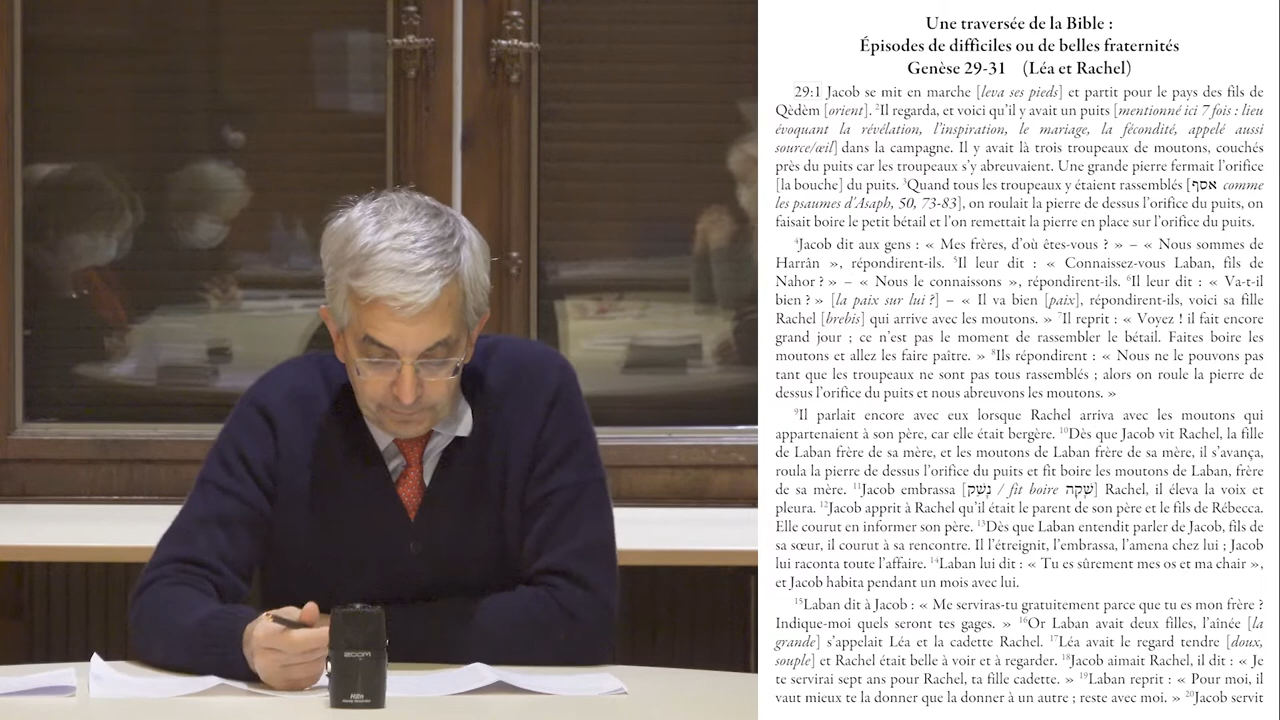 Une traversée de la Bible :
Épisodes de difficiles ou de belles fraternités
Genèse 29-31 (Léa et Rachel)
29:1 Jacob se mit en marche [leva ses pieds] et partit pour le pays des fils de
Qèdèm [orient]. ²Il regarda, et voici qu'il y avait un puits [mentionné ici 7 fois : lieu
évoquant la révélation, l'inspiration, le mariage, la fécondité, appelé aussi
source/œil] dans la campagne. Il y avait là trois troupeaux de moutons, couchés
près du puits car les troupeaux s'y abreuvaient. Une grande pierre fermait l'orifice
[la bouche] du puits. ³Quand tous les troupeaux y étaient rassemblés [אסף comme
les psaumes d'Asaph, 50, 73-83], on roulait la pierre de dessus l'orifice du puits, on
faisait boire le petit bétail et l'on remettait la pierre en place sur l'orifice du puits.
⁴Jacob dit aux gens : « Mes frères, d'où êtes-vous ? » – « Nous sommes de
Harrân », répondirent-ils. ⁵Il leur dit : « Connaissez-vous Laban, fils de
Nahor ? » – « Nous le connaissons », répondirent-ils. ⁶Il leur dit : « Va-t-il
bien ? » [la paix sur lui ?] – « Il va bien [paix], répondirent-ils, voici sa fille
Rachel [brebis] qui arrive avec les moutons. » ⁷Il reprit : « Voyez ! il fait encore
grand jour ; ce n'est pas le moment de rassembler le bétail. Faites boire les
moutons et allez les faire paître. » ⁸Ils répondirent : « Nous ne le pouvons pas
tant que les troupeaux ne sont pas tous rassemblés ; alors on roule la pierre de
dessus l'orifice du puits et nous abreuvons les moutons. »
⁹Il parlait encore avec eux lorsque Rachel arriva avec les moutons qui
appartenaient à son père, car elle était bergère. ¹⁰Dès que Jacob vit Rachel, la fille
de Laban frère de sa mère, et les moutons de Laban frère de sa mère, il s'avança,
roula la pierre de dessus l'orifice du puits et fit boire les moutons de Laban, frère
de sa mère. ¹¹Jacob embrassa [נָשַׁק / fit boire שָׁקָה] Rachel, il éleva la voix et
pleura. ¹²Jacob apprit à Rachel qu'il était le parent de son père et le fils de Rébecca.
Elle courut en informer son père. ¹³Dès que Laban entendit parler de Jacob, fils de
sa sœur, il courut à sa rencontre. Il l'étreignit, l'embrassa, l'amena chez lui ; Jacob
lui raconta toute l'affaire. ¹⁴Laban lui dit : « Tu es sûrement mes os et ma chair »,
et Jacob habita pendant un mois avec lui.
¹⁵Laban dit à Jacob : « Me serviras-tu gratuitement parce que tu es mon frère ?
Indique-moi quels seront tes gages. » ¹⁶Or Laban avait deux filles, l'aînée [la
grande] s'appelait Léa et la cadette Rachel. ¹⁷Léa avait le regard tendre [doux,
souple] et Rachel était belle à voir et à regarder. ¹⁸Jacob aimait Rachel, il dit : « Je
te servirai sept ans pour Rachel, ta fille cadette. » ¹⁹Laban reprit : « Pour moi, il
vaut mieux te la donner que la donner à un autre ; reste avec moi. » ²⁰Jacob servit
zoom
H2n
Handy Recorder